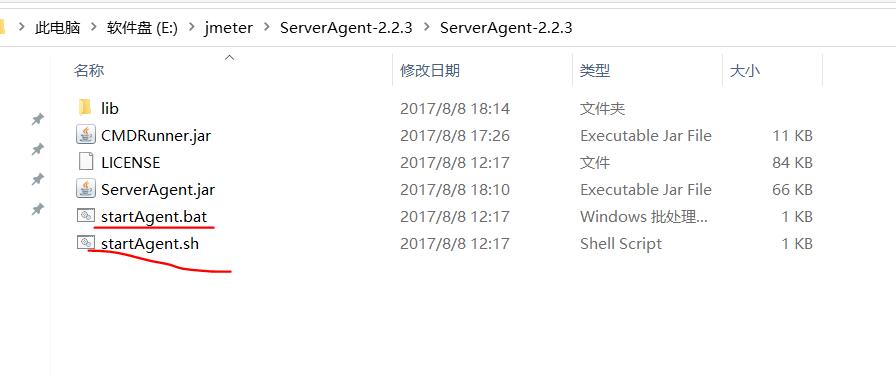 此电脑 > 软件盘 (E:) > jmeter > ServerAgent-2.2.3 > ServerAgent-2.2.3
名称 修改日期 类型 大小
lib 2017/8/8 18:14 文件夹
CMDRunner.jar 2017/8/8 17:26 Executable Jar File 11 KB
LICENSE 2017/8/8 12:17 文件 84 KB
ServerAgent.jar 2017/8/8 18:10 Executable Jar File 66 KB
startAgent.bat 2017/8/8 12:17 Windows 批处理... 1 KB
startAgent.sh 2017/8/8 12:17 Shell Script 1 KB